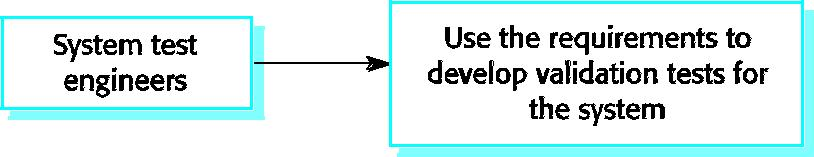 System test
engineers
Use the requirements to
develop validation tests for
the system